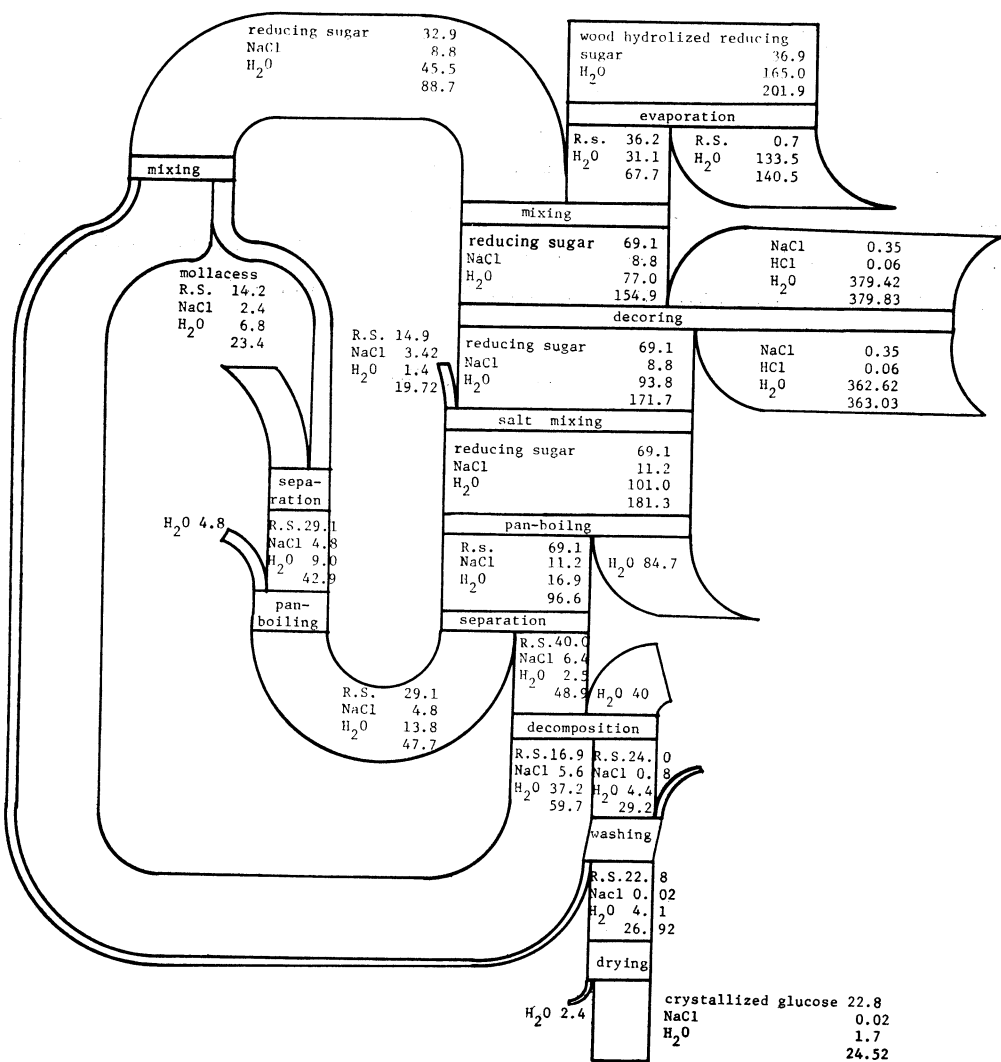 reducing sugar 32.9
NaCl 8.8
H2O 45.5
88.7
wood hydrolized reducing
sugar 36.9
H2O 165.0
201.9
evaporation
R.s. 36.2
H2O 31.1
67.7
R.S. 0.7
H2O 133.5
140.5
mixing
mixing
reducing sugar 69.1
NaCl 8.8
H2O 77.0
154.9
NaCl 0.35
HCl 0.06
H2O 379.42
379.83
mollacess
R.S. 14.2
NaCl 2.4
H2O 6.8
23.4
decoring
R.S. 14.9
NaCl 3.42
H2O 1.4
19.72
reducing sugar 69.1
NaCl 8.8
H2O 93.8
171.7
NaCl 0.35
HCl 0.06
H2O 362.62
363.03
salt mixing
reducing sugar 69.1
NaCl 11.2
H2O 101.0
181.3
sepa-
ration
pan-boilng
H2O 4.8
R.S.29.1
NaCl 4.8
H2O 9.0
42.9
R.s. 69.1
NaCl 11.2
H2O 16.9
96.6
H2O 84.7
pan-
boiling
separation
R.S.40.0
NaCl 6.4
H2O 2.5
48.9
H2O 40
R.S. 29.1
NaCl 4.8
H2O 13.8
47.7
decomposition
R.S.16.9
NaCl 5.6
H2O 37.2
59.7
R.S.24.0
NaCl 0.8
H2O 4.4
29.2
washing
R.S.22.8
Nacl 0.02
H2O 4.1
26.92
drying
H2O 2.4
crystallized glucose 22.8
NaCl 0.02
H2O 1.7
24.52